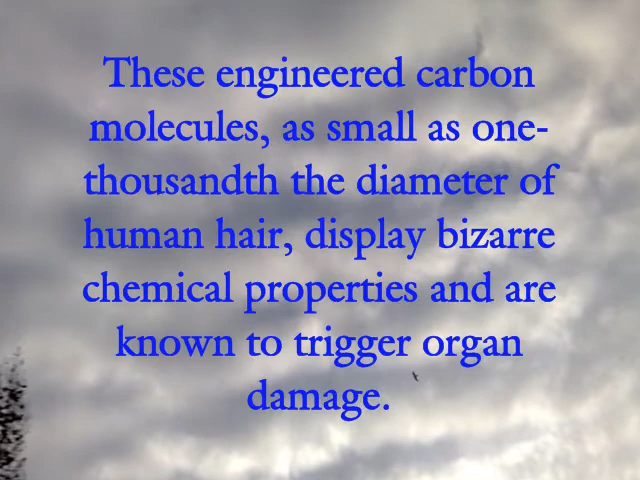 These engineered carbon
molecules, as small as one-
thousandth the diameter of
human hair, display bizarre
chemical properties and are
known to trigger organ
damage.